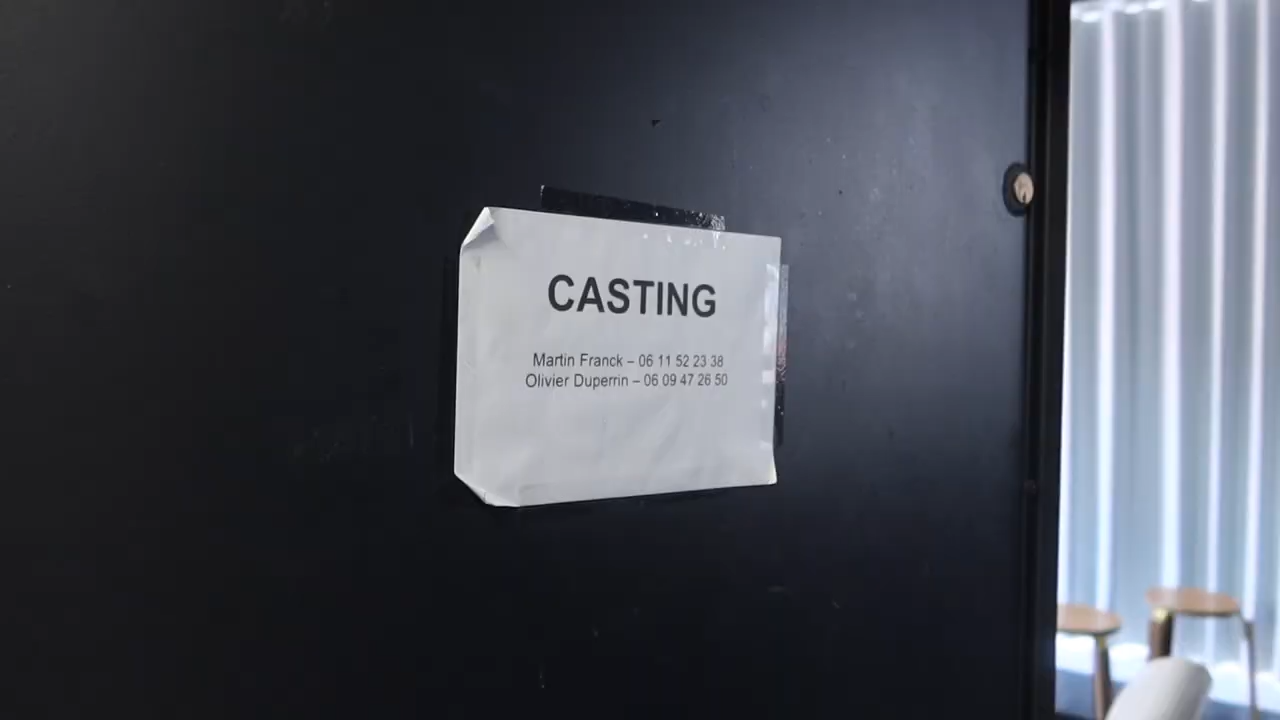 CASTING
Martin Franck – 06 11 52 23 38
Olivier Duperrin – 06 09 47 26 50